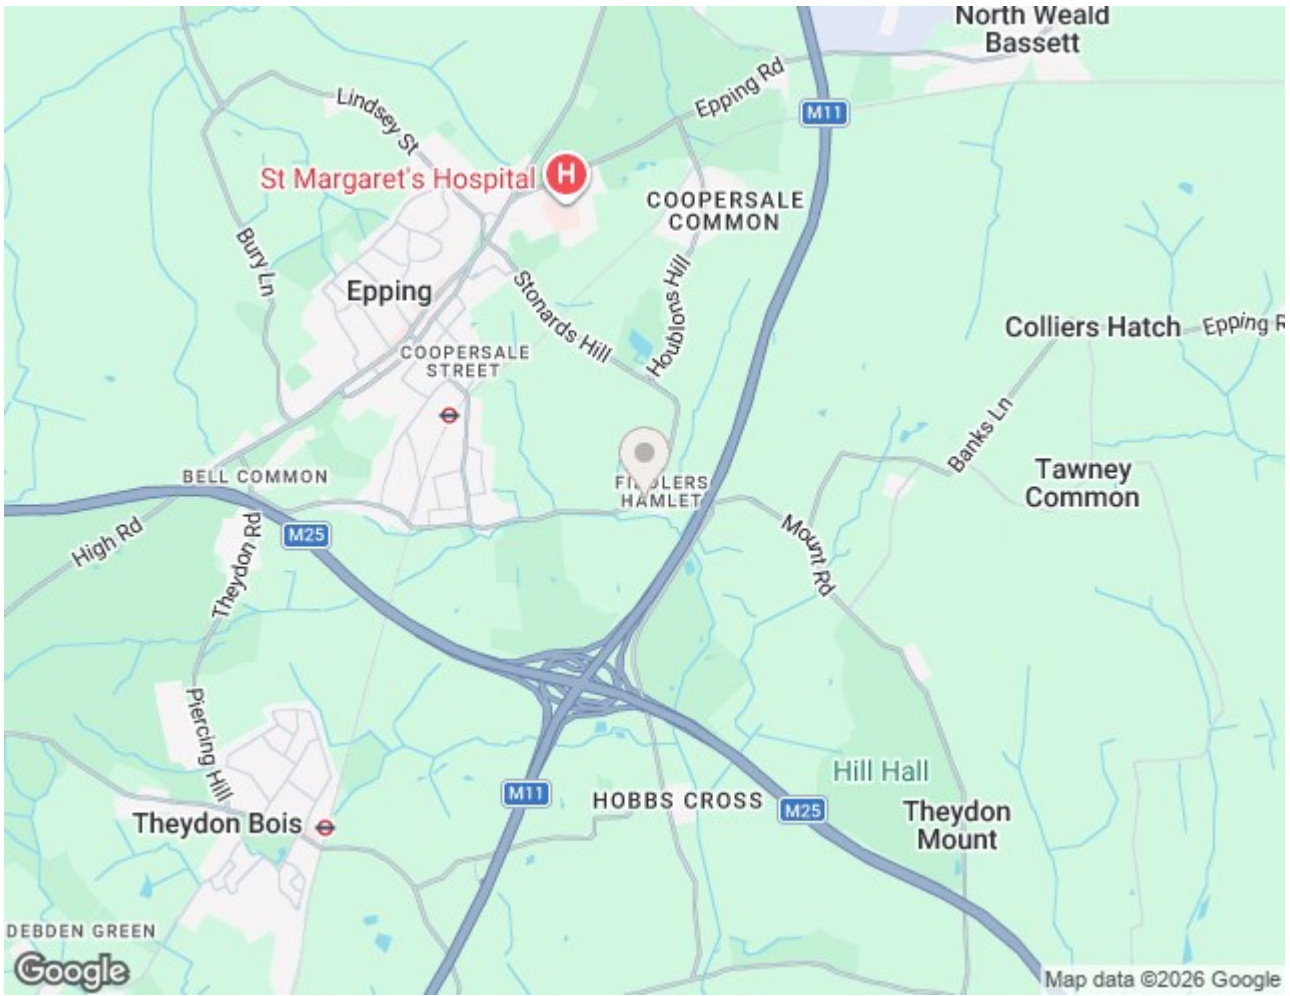 North Weald
Bassett
Epping Rd
M11
Lindsey St
St Margaret's Hospital
H
COOPERSALE
COMMON
Bury Ln
Epping
Stonards Hill
Houblons Hill
Colliers Hatch
Epping R
COOPERSALE
STREET
Banks Ln
BELL COMMON
FIDLERS
HAMLET
Tawney
Common
High Rd
M25
Theydon Rd
Mount Rd
Piercing Hill
Hill Hall
M11
HOBBS CROSS
M25
Theydon Bois
Theydon
Mount
DEBDEN GREEN
Google
Map data ©2026 Google